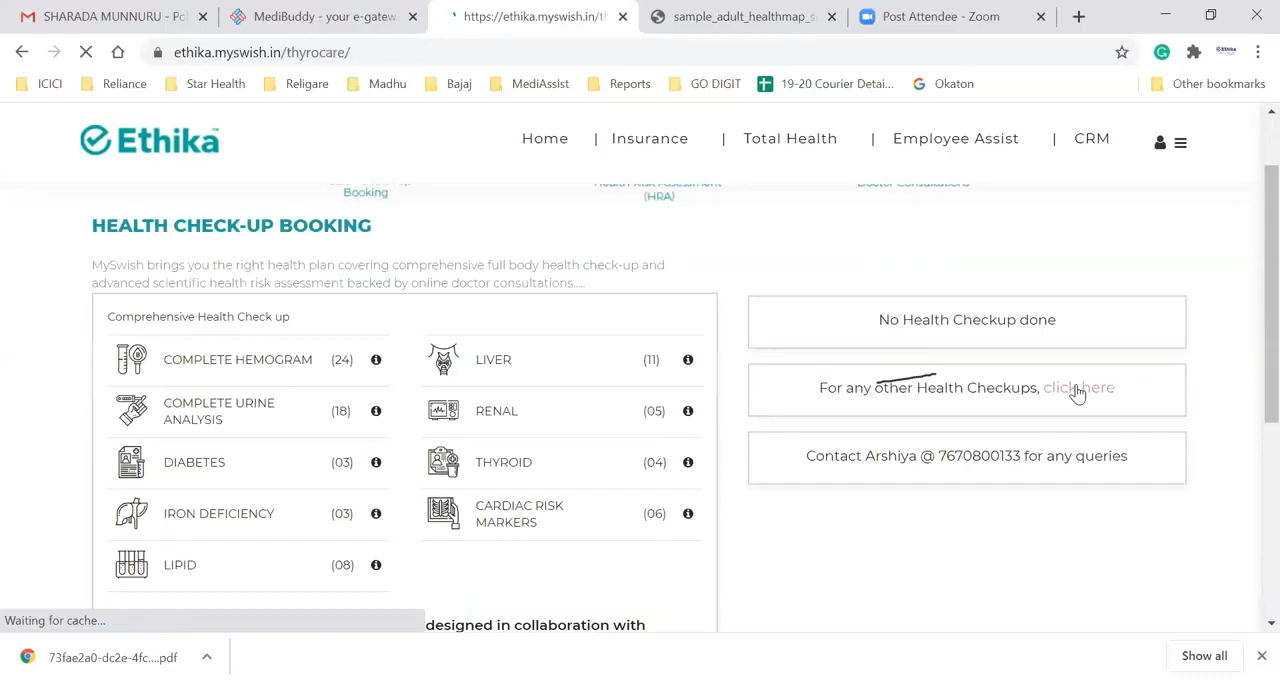 SHARADA MUNNURU - Po
MediBuddy - your e-gatew
https://ethika.myswish.in/th
sample_adult_healthmap_s
Post Attendee - Zoom
ethika.myswish.in/thyrocare/
ICICI Reliance Star Health Religare Madhu Bajaj MediAssist Reports GO DIGIT 19-20 Courier Detai... Okaton Other bookmarks
Ethika
Home | Insurance | Total Health | Employee Assist | CRM
Booking
(HRA)
Doctor Consultations
HEALTH CHECK-UP BOOKING
MySwish brings you the right health plan covering comprehensive full body health check-up and
advanced scientific health risk assessment backed by online doctor consultations.....
Comprehensive Health Check up
COMPLETE HEMOGRAM (24)
LIVER (11)
COMPLETE URINE
ANALYSIS (18)
RENAL (05)
DIABETES (03)
THYROID (04)
IRON DEFICIENCY (03)
CARDIAC RISK
MARKERS (06)
LIPID (08)
designed in collaboration with
No Health Checkup done
For any other Health Checkups, click here
Contact Arshiya @ 7670800133 for any queries
Waiting for cache...
73fae2a0-dc2e-4fc....pdf
Show all